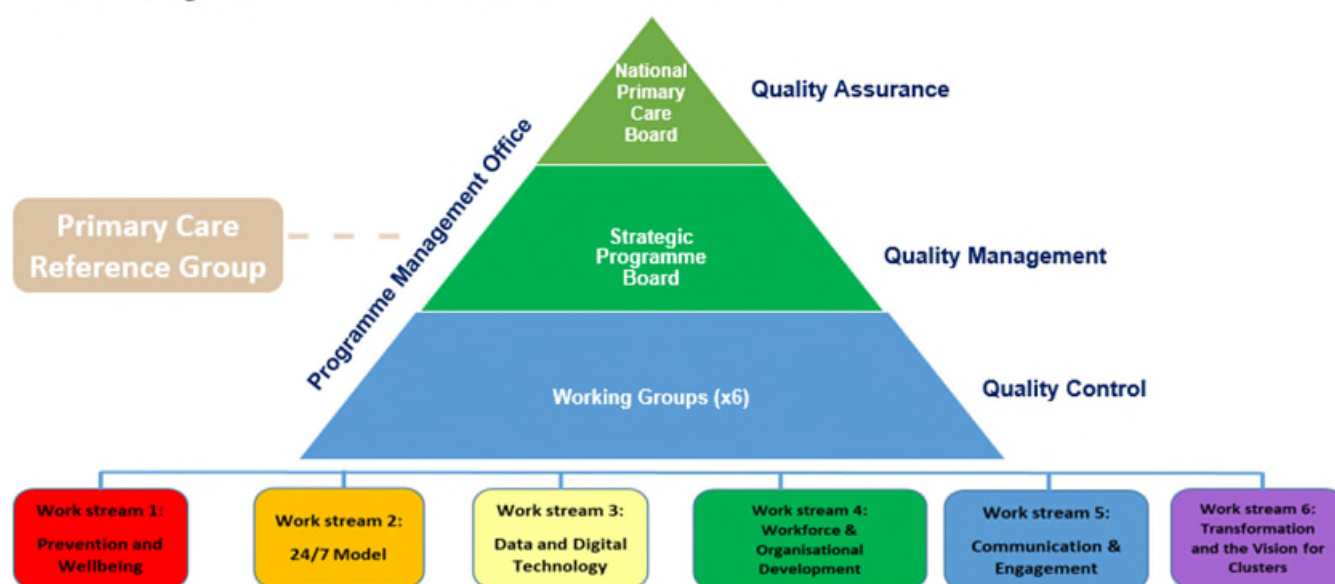 National
Primary
Care
Board
Quality Assurance
Programme Management Office
Primary Care
Reference Group
Strategic
Programme
Board
Quality Management
Working Groups (x6)
Quality Control
Work stream 1:
Prevention and
Wellbeing
Work stream 2:
24/7 Model
Work stream 3:
Data and Digital
Technology
Work stream 4:
Workforce &
Organisational
Development
Work stream 5:
Communication &
Engagement
Work stream 6:
Transformation
and the Vision for
Clusters